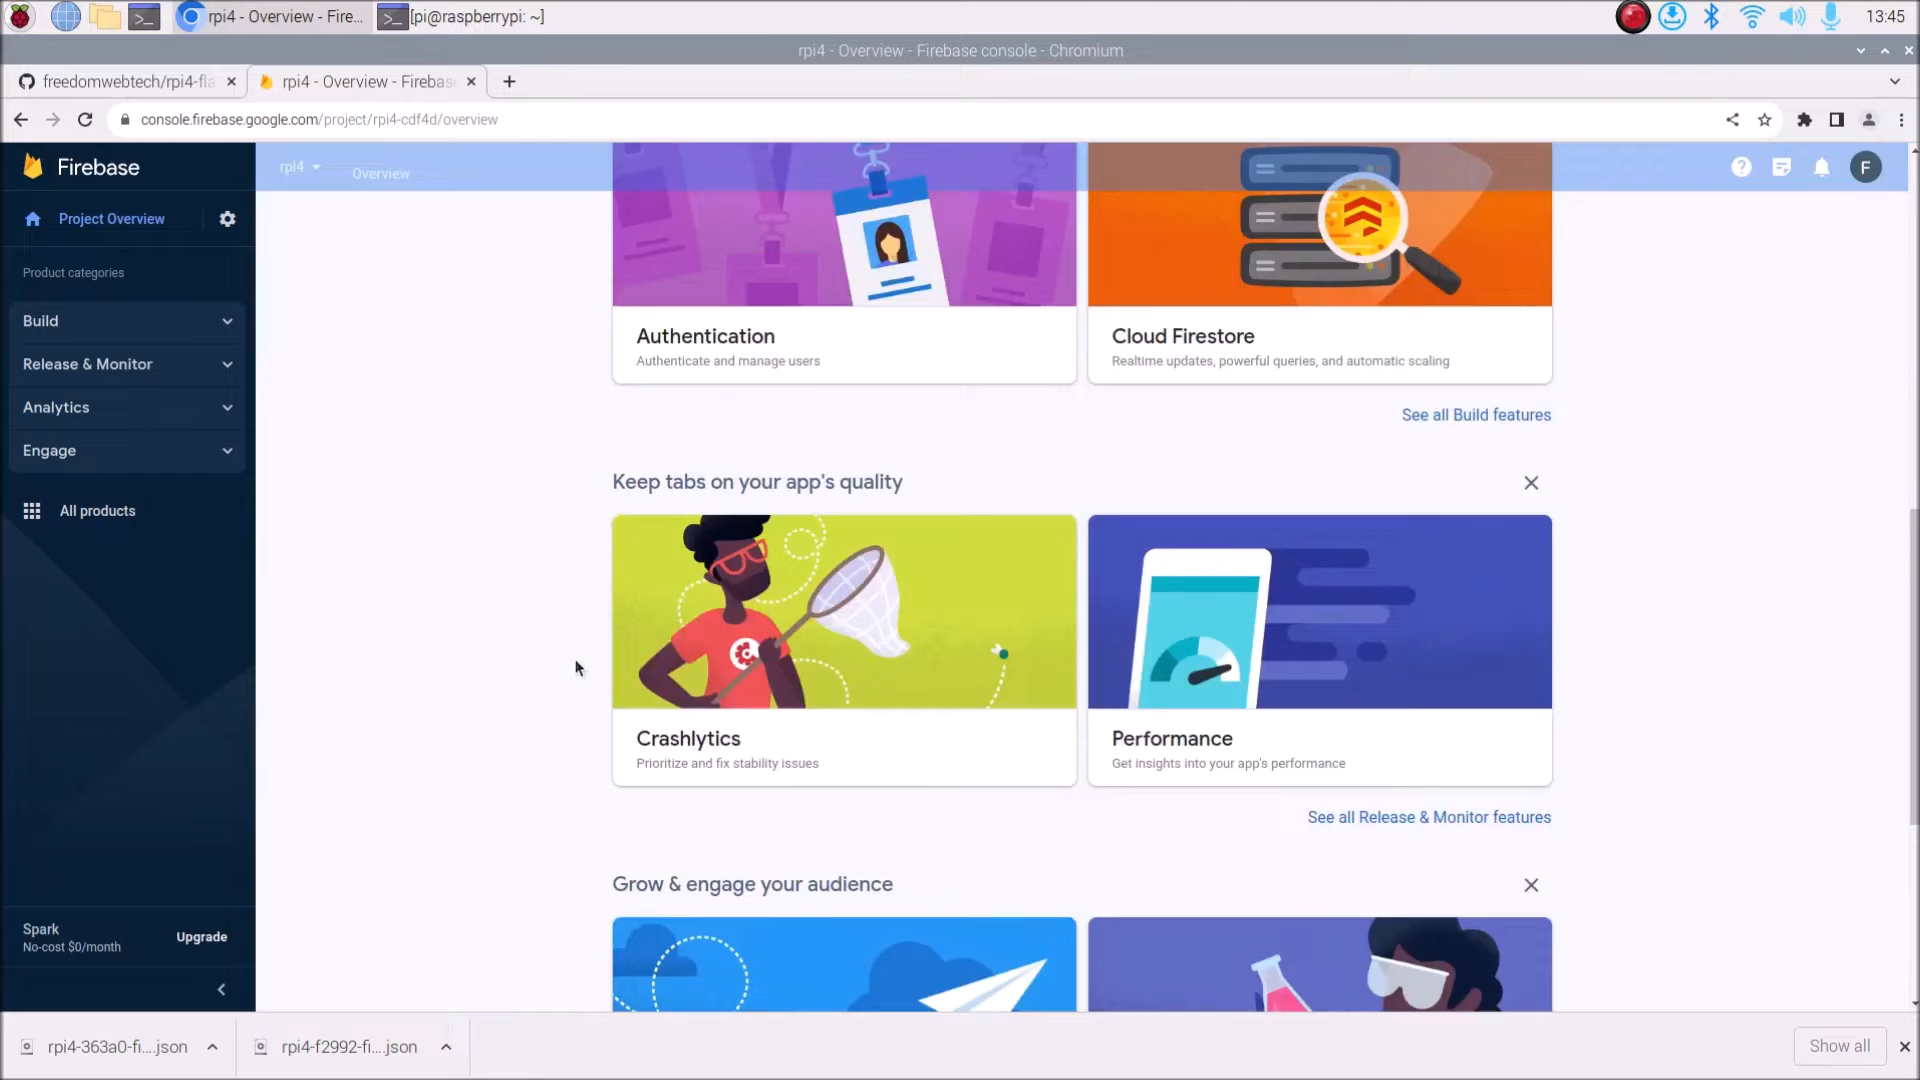 rpi4 - Overview - Fire...
[pi@raspberrypi: ~]
13:45
rpi4 - Overview - Firebase console - Chromium
freedomwebtech/rpi4-fla
rpi4 - Overview - Firebas
console.firebase.google.com/project/rpi4-cdf4d/overview
Firebase
rpi4
Overview
F
Project Overview
Product categories
Build
Release & Monitor
Analytics
Engage
All products
Spark
No-cost $0/month
Upgrade
Authentication
Authenticate and manage users
Cloud Firestore
Realtime updates, powerful queries, and automatic scaling
See all Build features
Keep tabs on your app's quality
Crashlytics
Prioritize and fix stability issues
Performance
Get insights into your app's performance
See all Release & Monitor features
Grow & engage your audience
rpi4-363a0-fi....json
rpi4-f2992-fi....json
Show all